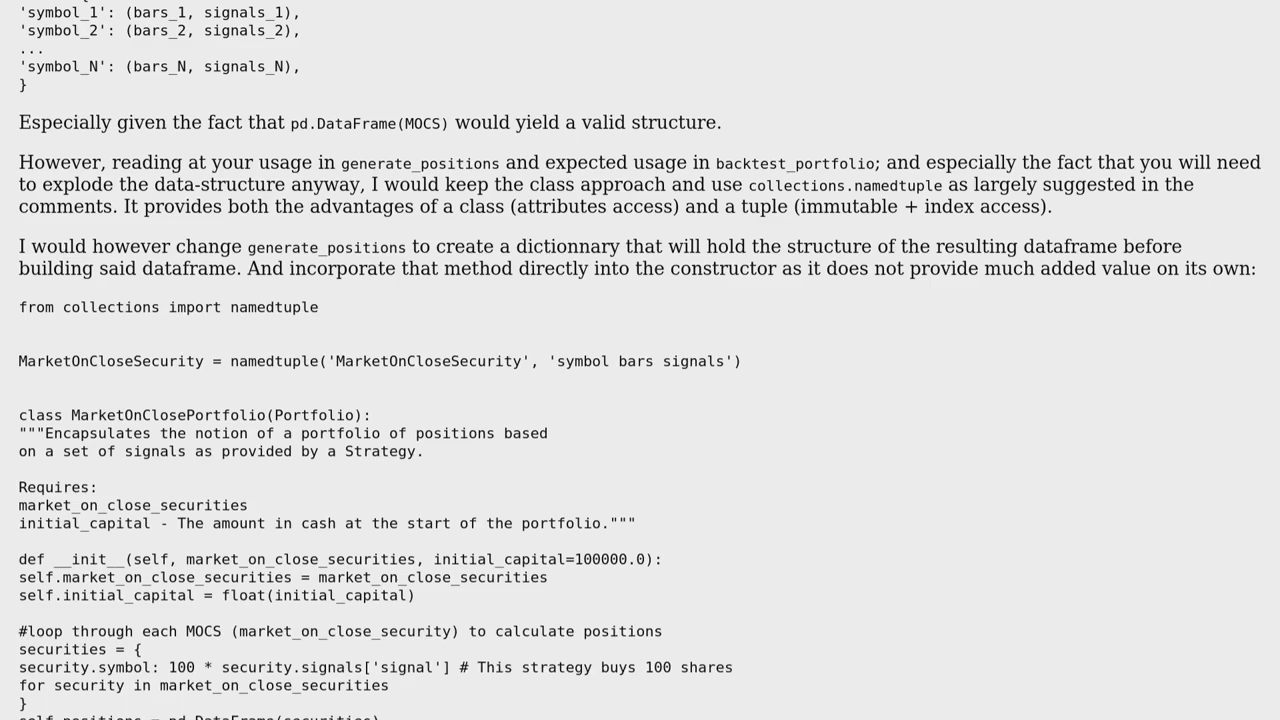 'symbol_1': (bars_1, signals_1),
'symbol_2': (bars_2, signals_2),
...
'symbol_N': (bars_N, signals_N),
}
Especially given the fact that pd.DataFrame(MOCS) would yield a valid structure.
However, reading at your usage in generate_positions and expected usage in backtest_portfolio; and especially the fact that you will need
to explode the data-structure anyway, I would keep the class approach and use collections.namedtuple as largely suggested in the
comments. It provides both the advantages of a class (attributes access) and a tuple (immutable + index access).
I would however change generate_positions to create a dictionnary that will hold the structure of the resulting dataframe before
building said dataframe. And incorporate that method directly into the constructor as it does not provide much added value on its own:
from collections import namedtuple
MarketOnCloseSecurity = namedtuple('MarketOnCloseSecurity', 'symbol bars signals')
class MarketOnClosePortfolio(Portfolio):
"""Encapsulates the notion of a portfolio of positions based
on a set of signals as provided by a Strategy.
Requires:
market_on_close_securities
initial_capital - The amount in cash at the start of the portfolio."""
def __init__(self, market_on_close_securities, initial_capital=100000.0):
self.market_on_close_securities = market_on_close_securities
self.initial_capital = float(initial_capital)
#loop through each MOCS (market_on_close_security) to calculate positions
securities = {
security.symbol: 100 * security.signals['signal'] # This strategy buys 100 shares
for security in market_on_close_securities
}
self.positions = pd.DataFrame(securities)